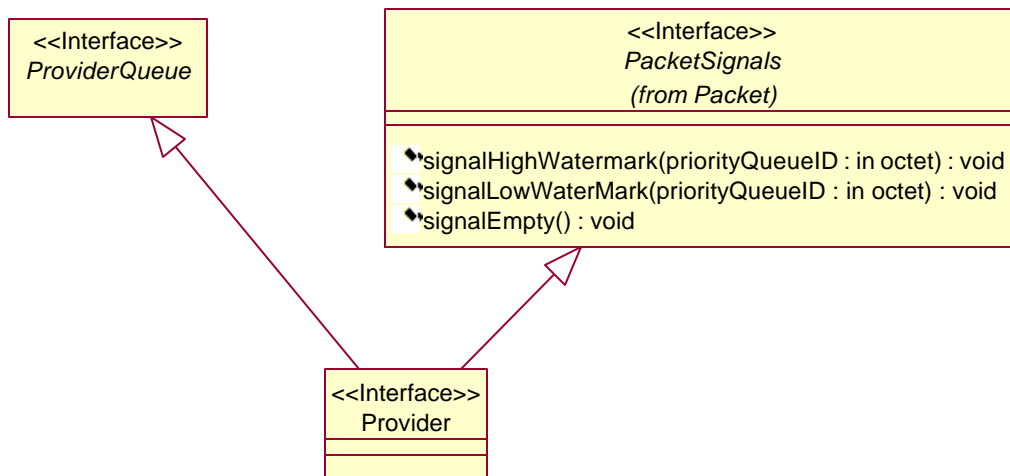 <<Interface>>
ProviderQueue
<<Interface>>
PacketSignals
(from Packet)
signalHighWatermark(priorityQueueID : in octet) : void
signalLowWaterMark(priorityQueueID : in octet) : void
signalEmpty() : void
<<Interface>>
Provider